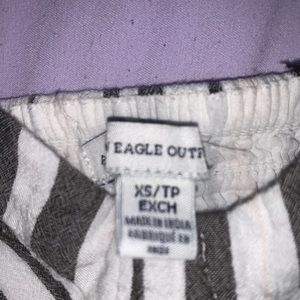 EAGLE OUTF
XS/TP
EXCH
MADE IN INDIA
FABRIQUÉ EN